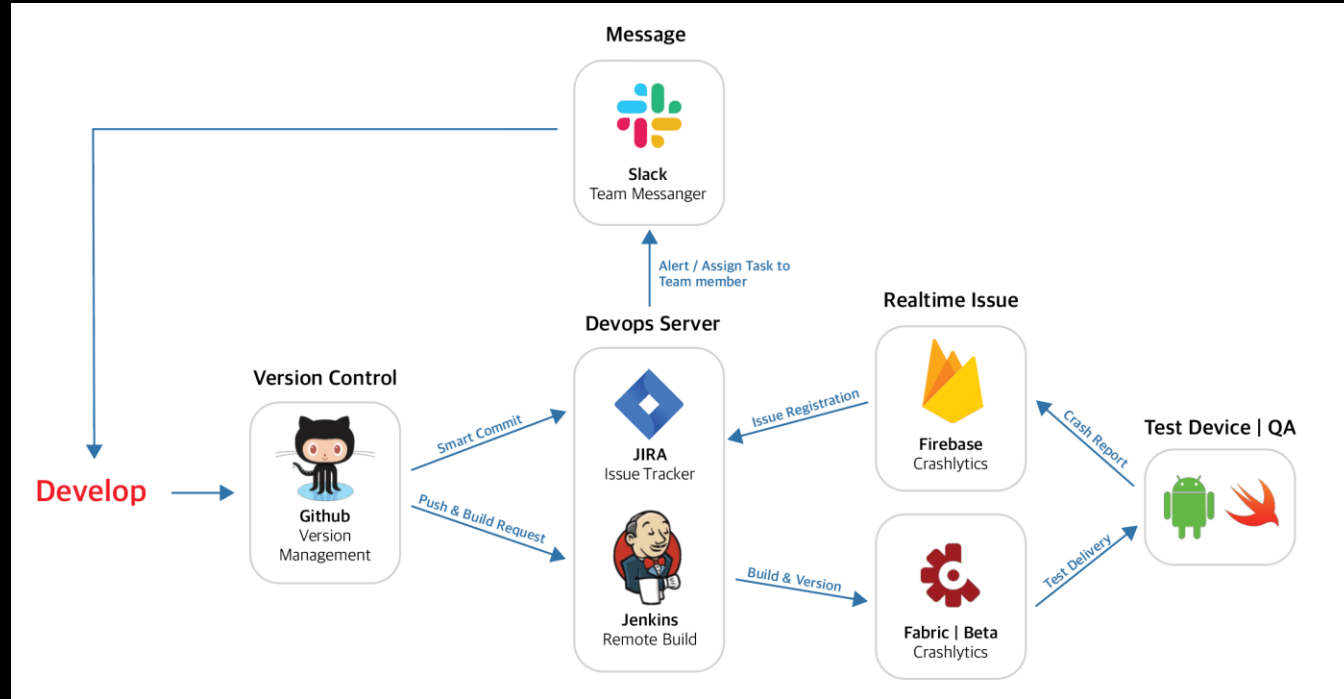 Message
Slack
Team Messanger
Alert / Assign Task to
Team member
Realtime Issue
Devops Server
Version Control
Smart Commit
JIRA
Issue Tracker
Issue Registration
Firebase
Crashlytics
Crash Report
Test Device | QA
Develop
Github
Version
Management
Push & Build Request
Jenkins
Remote Build
Build & Version
Fabric | Beta
Crashlytics
Test Delivery